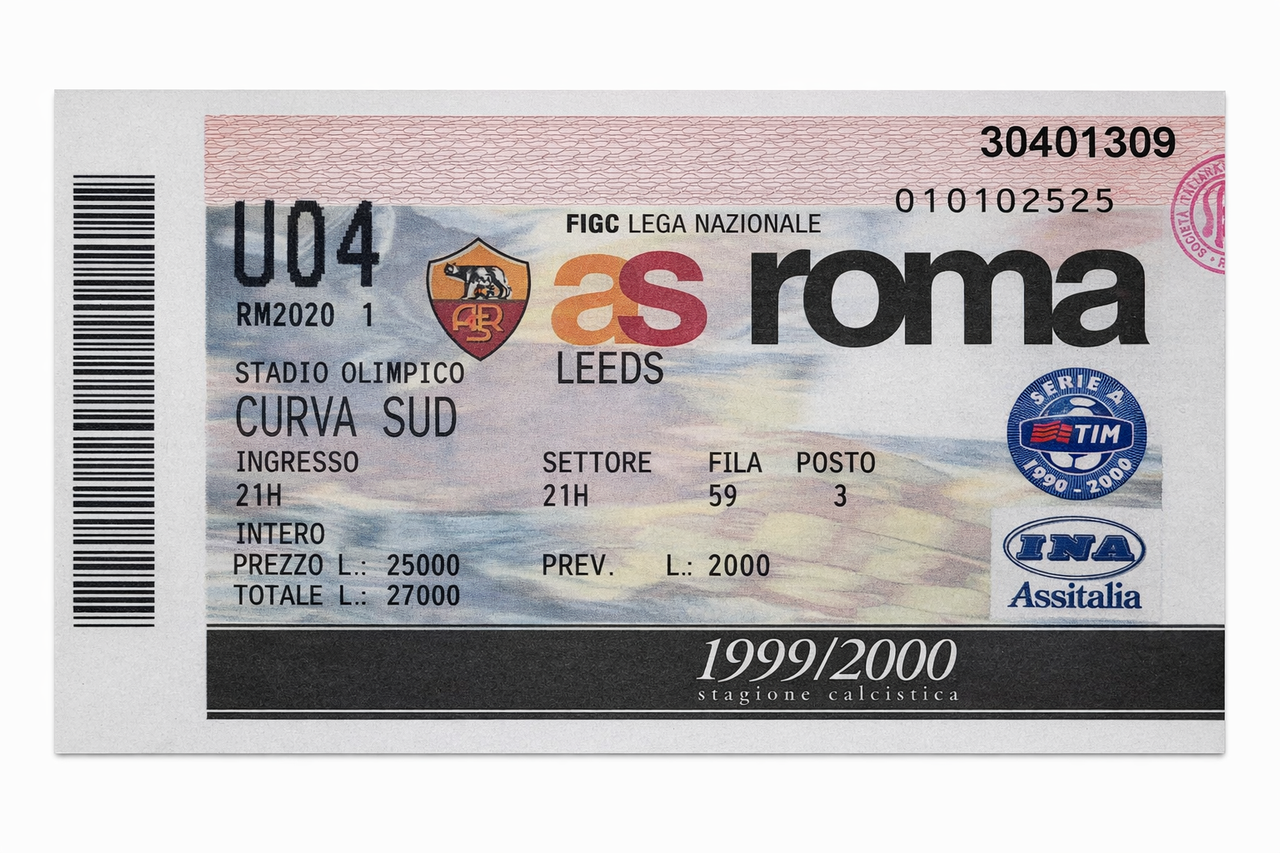 30401309
010102525
U04
FIGC LEGA NAZIONALE
as roma
RM2020 1
ASR
LEEDS
STADIO OLIMPICO
CURVA SUD
SERIE A
TIM
1990 - 2000
INGRESSO SETTORE FILA POSTO
21H 21H 59 3
INTERO
PREZZO L.: 25000 PREV. L.: 2000
TOTALE L.: 27000
INA
Assitalia
1999/2000
stagione calcistica
SOCIETÀ